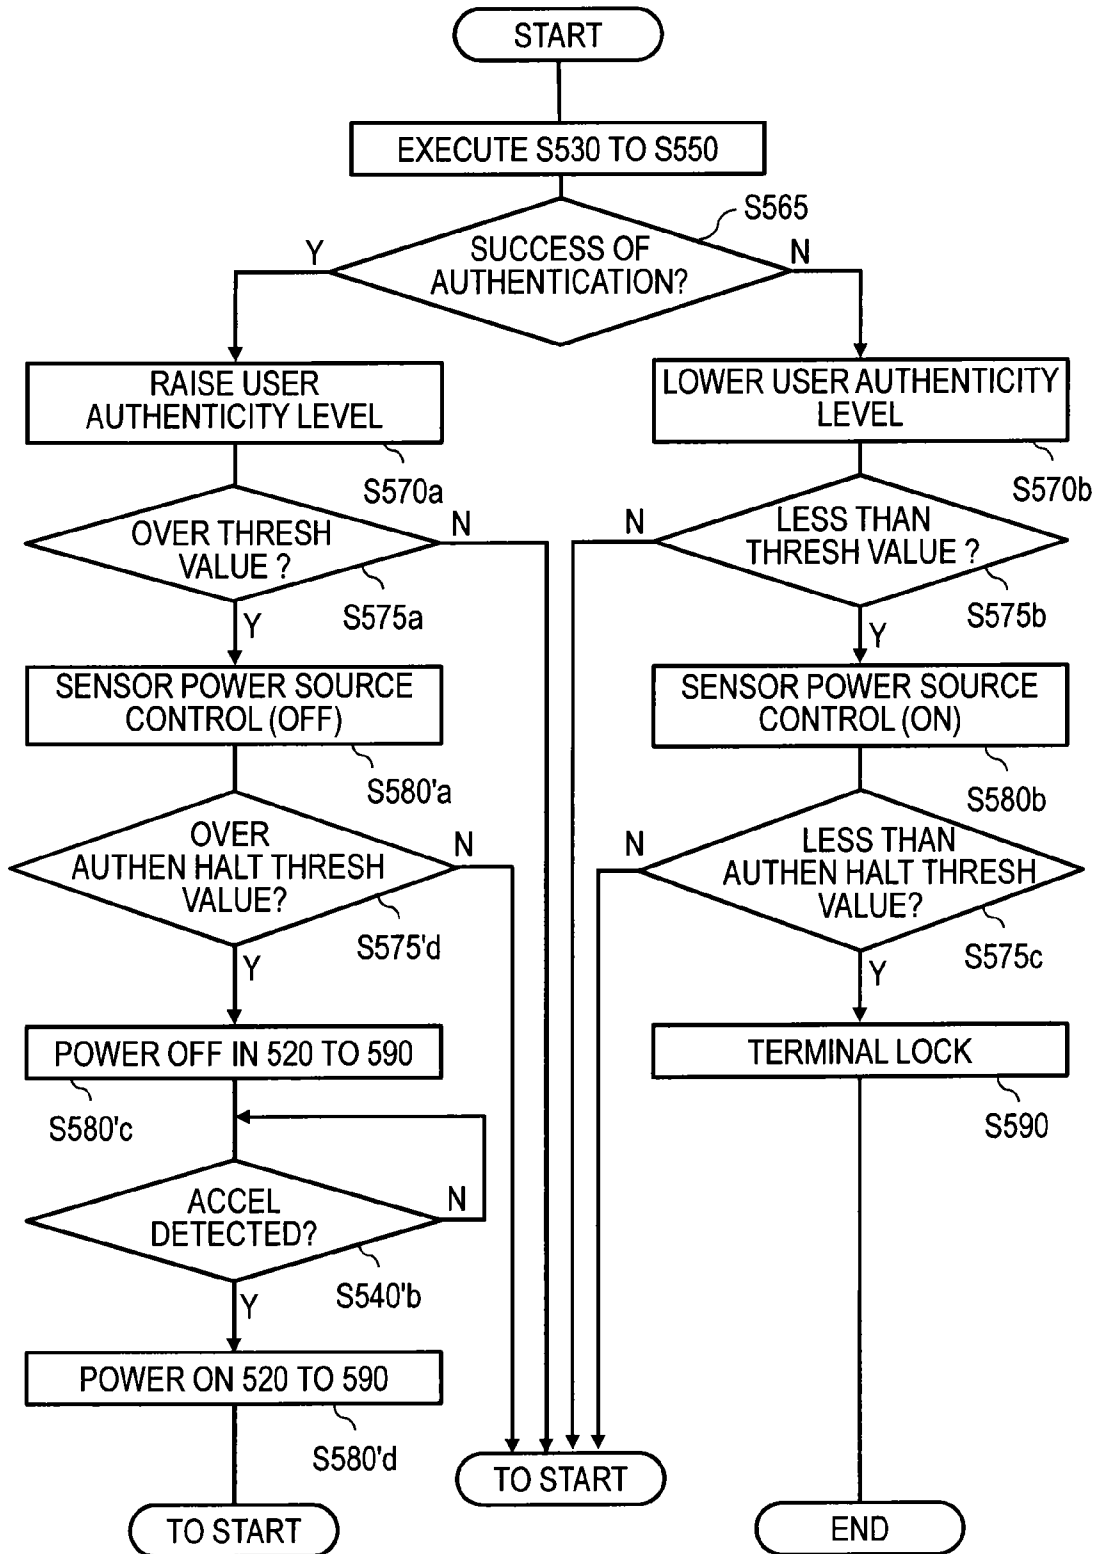 START
EXECUTE S530 TO S550
S565
SUCCESS OF
AUTHENTICATION?
Y
N
RAISE USER
AUTHENTICITY LEVEL
S570a
LOWER USER AUTHENTICITY
LEVEL
S570b
OVER THRESH
VALUE ?
N
S575a
Y
LESS THAN
THRESH VALUE ?
N
S575b
Y
SENSOR POWER SOURCE
CONTROL (OFF)
S580'a
SENSOR POWER SOURCE
CONTROL (ON)
S580b
OVER
AUTHEN HALT THRESH
VALUE?
N
S575'd
Y
LESS THAN
AUTHEN HALT THRESH
VALUE?
N
S575c
Y
POWER OFF IN 520 TO 590
S580'c
TERMINAL LOCK
S590
ACCEL
DETECTED?
N
S540'b
Y
POWER ON 520 TO 590
S580'd
TO START
TO START
END